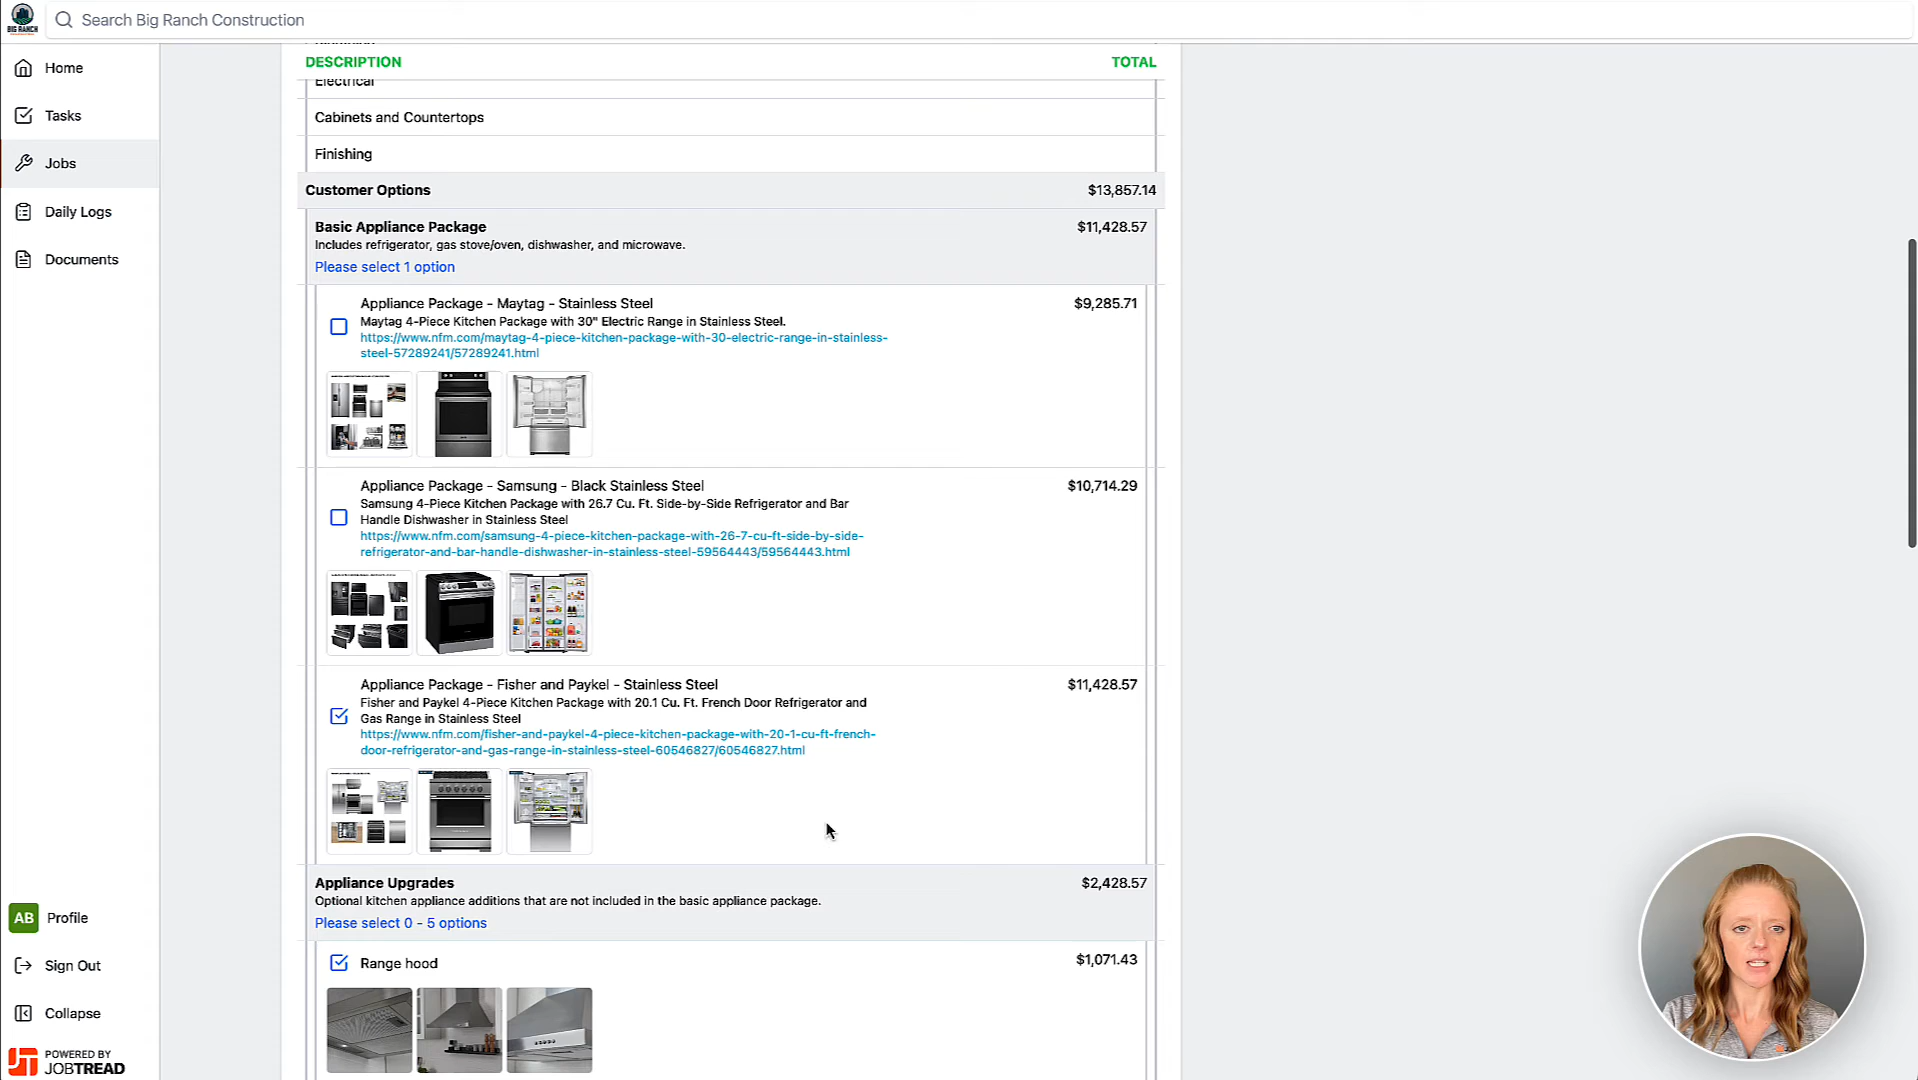 BIG RANCH
Search Big Ranch Construction
Home
Tasks
Jobs
Daily Logs
Documents
DESCRIPTION TOTAL
Electrical
Cabinets and Countertops
Finishing
Customer Options $13,857.14
Basic Appliance Package $11,428.57
Includes refrigerator, gas stove/oven, dishwasher, and microwave.
Please select 1 option
Appliance Package - Maytag - Stainless Steel $9,285.71
Maytag 4-Piece Kitchen Package with 30" Electric Range in Stainless Steel.
https://www.nfm.com/maytag-4-piece-kitchen-package-with-30-electric-range-in-stainless-
steel-57289241/57289241.html
Appliance Package - Samsung - Black Stainless Steel $10,714.29
Samsung 4-Piece Kitchen Package with 26.7 Cu. Ft. Side-by-Side Refrigerator and Bar
Handle Dishwasher in Stainless Steel
https://www.nfm.com/samsung-4-piece-kitchen-package-with-26-7-cu-ft-side-by-side-
refrigerator-and-bar-handle-dishwasher-in-stainless-steel-59564443/59564443.html
Appliance Package - Fisher and Paykel - Stainless Steel $11,428.57
Fisher and Paykel 4-Piece Kitchen Package with 20.1 Cu. Ft. French Door Refrigerator and
Gas Range in Stainless Steel
https://www.nfm.com/fisher-and-paykel-4-piece-kitchen-package-with-20-1-cu-ft-french-
door-refrigerator-and-gas-range-in-stainless-steel-60546827/60546827.html
Appliance Upgrades $2,428.57
Optional kitchen appliance additions that are not included in the basic appliance package.
Please select 0 - 5 options
Range hood $1,071.43
AB Profile
Sign Out
Collapse
JT POWERED BY
JOBTREAD